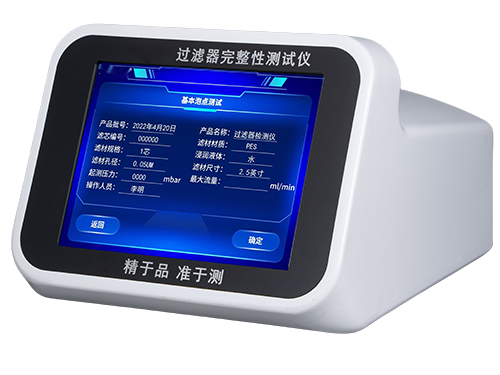 过滤器完整性测试仪
基本泡点测试
产品批号: 2022年4月20日 产品名称: 过滤器检测仪
滤芯编号: 000000 滤材材质: PES
滤材规格: 1芯 浸润液体: 水
滤材孔径: 0.05UM 滤材尺寸: 2.5英寸
起测压力: 0000 mbar 最大流量: ml/min
操作人员: 李明
返回 确定
精于品 准于测